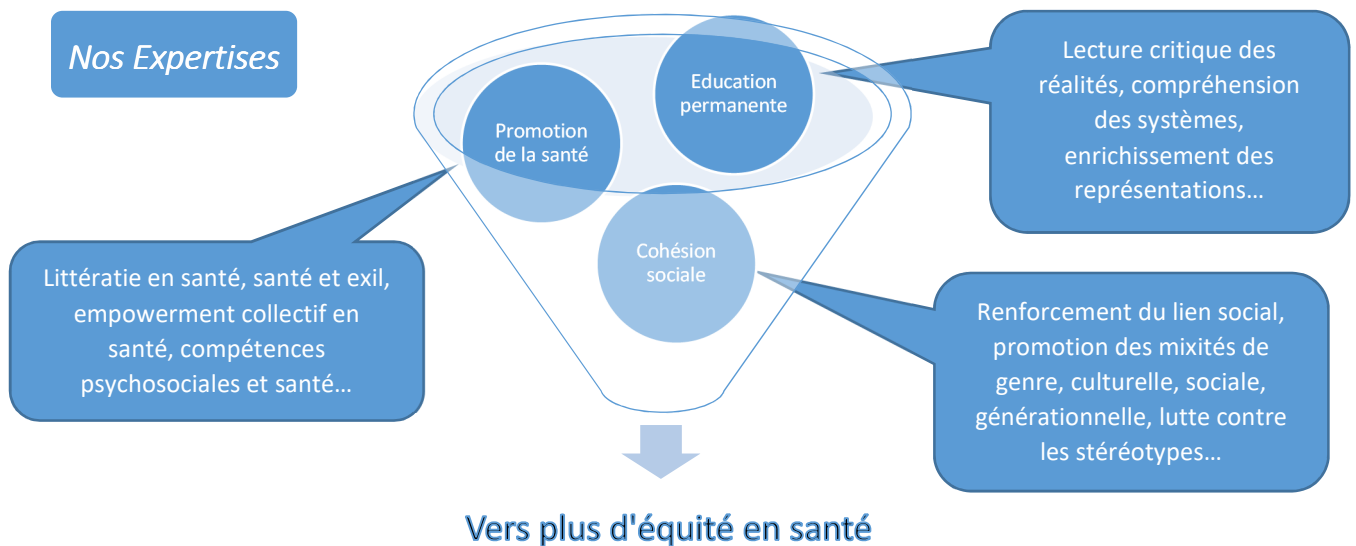 Nos Expertises
Education
permanente
Promotion
de la santé
Cohésion
sociale
Lecture critique des
réalités, compréhension
des systèmes,
enrichissement des
représentations…
Littératie en santé, santé et exil,
empowerment collectif en
santé, compétences
psychosociales et santé…
Renforcement du lien social,
promotion des mixités de
genre, culturelle, sociale,
générationnelle, lutte contre
les stéréotypes…
Vers plus d'équité en santé